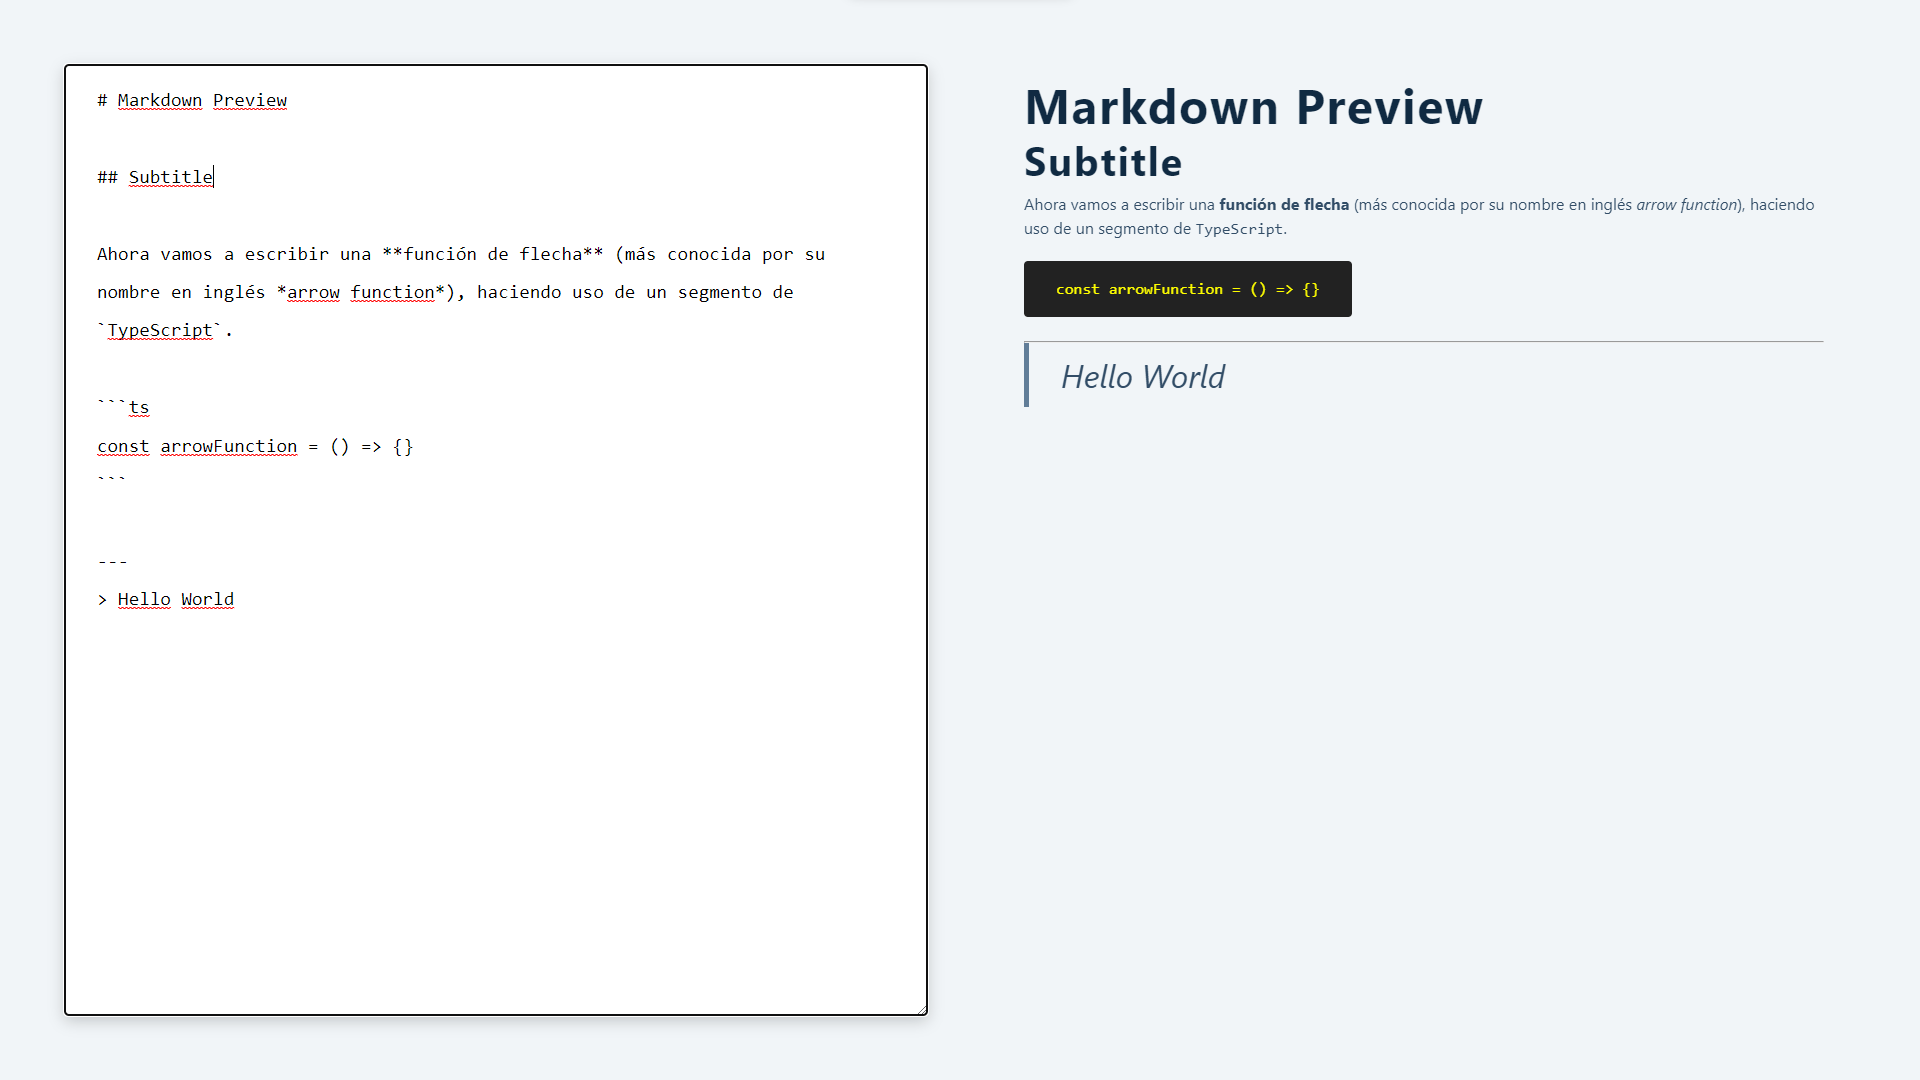 # Markdown Preview
## Subtitle
Ahora vamos a escribir una **función de flecha** (más conocida por su
nombre en inglés *arrow function*), haciendo uso de un segmento de
`TypeScript`.
```ts
const arrowFunction = () => {}
```
---
> Hello World
Markdown Preview
Subtitle
Ahora vamos a escribir una función de flecha (más conocida por su nombre en inglés arrow function), haciendo
uso de un segmento de TypeScript.
const arrowFunction = () => {}
Hello World